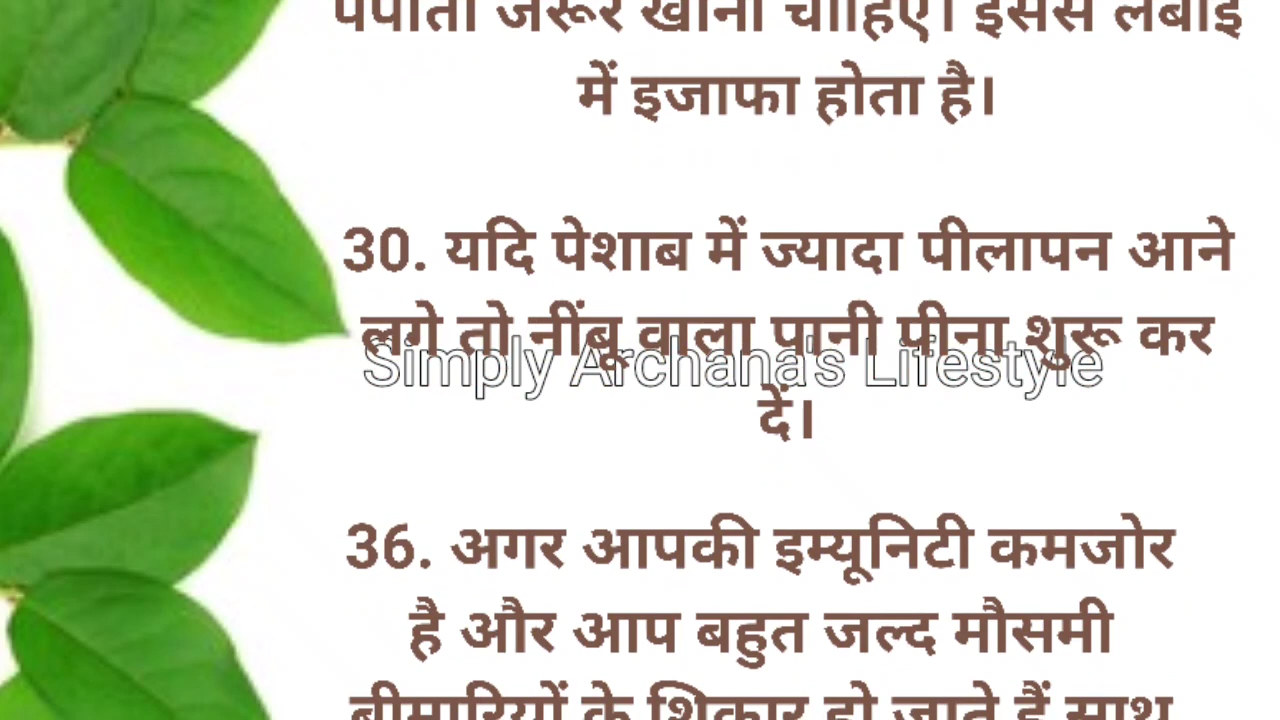 पपीता जरूर खाना चाहिए। इससे लंबाई
में इजाफा होता है।
30. यदि पेशाब में ज्यादा पीलापन आने
लगे तो नींबू वाला पानी पीना शुरू कर
Simply Archana's Lifestyle
दें।
36. अगर आपकी इम्यूनिटी कमजोर
है और आप बहुत जल्द मौसमी
बीमारियों के शिकार हो जाते हैं साथ